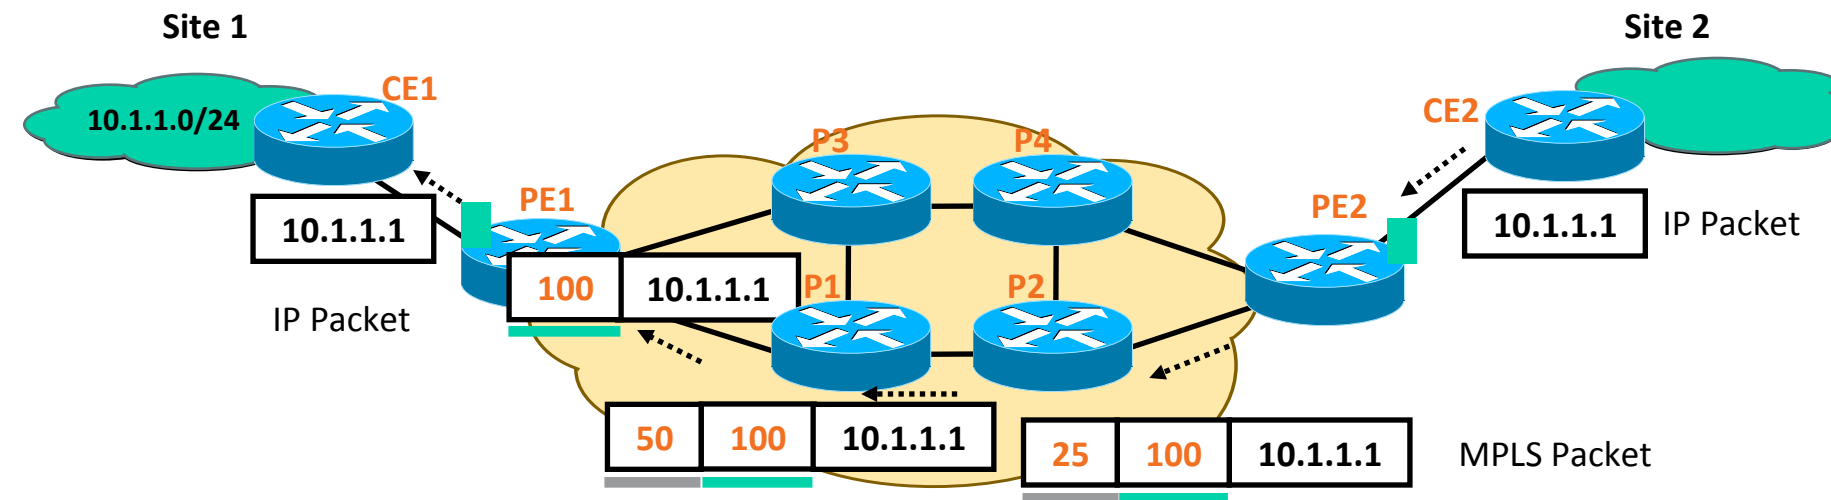 Site 1
Site 2
CE1
10.1.1.0/24
CE2
P3
P4
PE1
PE2
10.1.1.1
10.1.1.1
IP Packet
100
10.1.1.1
P1
P2
IP Packet
50
100
10.1.1.1
25
100
10.1.1.1
MPLS Packet